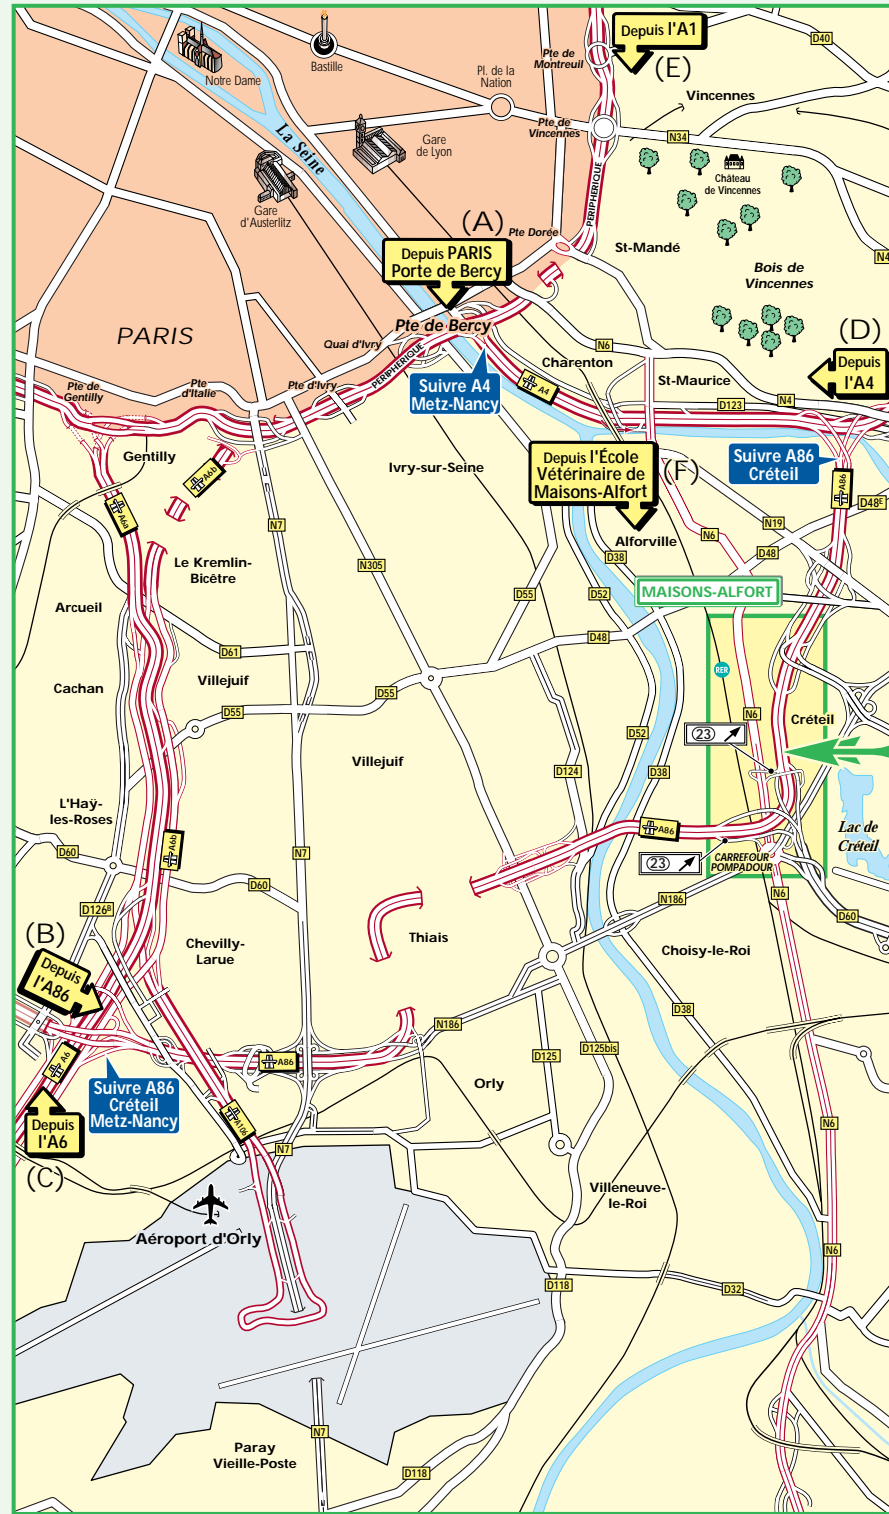 Depuis l'A1
(E)
D40
Pte de
Montreuil
Notre Dame
Bastille
Pl. de la
Nation
Vincennes
Pte de
Vincennes
N34
La Seine
Gare
de Lyon
Château
de Vincennes
Gare
d'Austerlitz
PERIPHERIQUE
(A)
Pte Dorée
St-Mandé
N4
Depuis PARIS
Porte de Bercy
Bois de
Vincennes
PARIS
Pte de Bercy
Quai d'Ivry
N6
(D)
Depuis
l'A4
Charenton
PERIPHERIQUE
Pte de
Gentilly
Pte
d'Italie
Pte d'Ivry
Suivre A4
Metz-Nancy
A4
St-Maurice
D123
N4
Gentilly
A6b
Ivry-sur-Seine
Depuis l'École
Vétérinaire de
Maisons-Alfort
(F)
Suivre A86
Créteil
A86
D48E
A6a
N7
N19
N6
Alforville
D48
Le Kremlin-
Bicêtre
N305
D38
D55
D52
MAISONS-ALFORT
Arcueil
D48
D61
RER
Cachan
Villejuif
D55
D55
N6
Créteil
D52
23
Villejuif
D124
D38
L'Haÿ-
les-Roses
A6b
A86
Lac de
Créteil
D60
N7
23
CARREFOUR
POMPADOUR
D60
N186
N6
D126B
D60
(B)
Thiais
Chevilly-
Larue
Choisy-le-Roi
Depuis
l'A86
D38
N186
A6
A86
D125
D125bis
Suivre A86
Créteil
Metz-Nancy
Orly
Depuis
l'A6
A106
N6
N7
(C)
Villeneuve-
le-Roi
Aéroport d'Orly
N6
D118
D32
N7
Paray
Vieille-Poste
D118